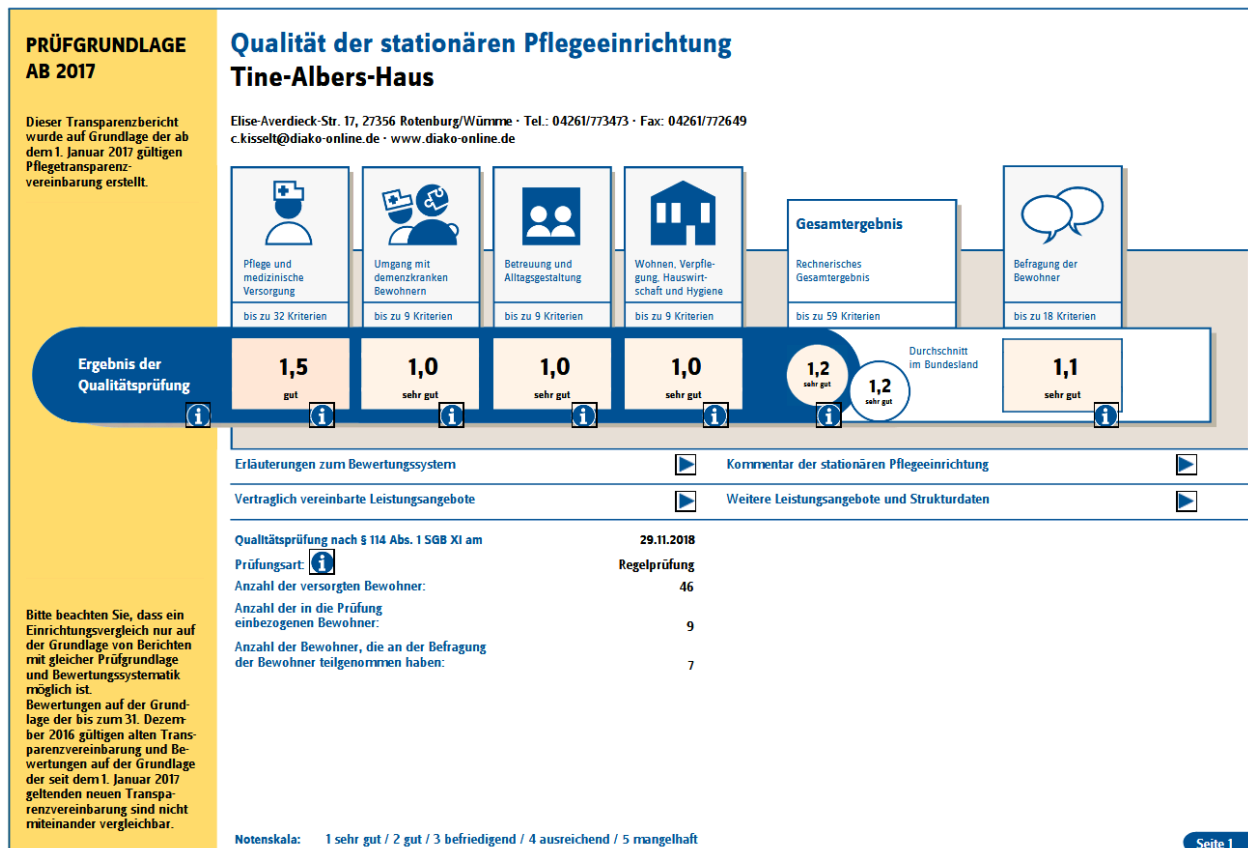 PRÜFGRUNDLAGE
AB 2017
Dieser Transparenzbericht
wurde auf Grundlage der ab
dem 1. Januar 2017 gültigen
Pflegetransparenz-
vereinbarung erstellt.
Qualität der stationären Pflegeeinrichtung
Tine-Albers-Haus
Elise-Averdieck-Str. 17, 27356 Rotenburg/Wümme · Tel.: 04261/773473 · Fax: 04261/772649
c.kisselt@diako-online.de · www.diako-online.de
Pflege und
medizinische
Versorgung
bis zu 32 Kriterien
Umgang mit
demenzkranken
Bewohnern
bis zu 9 Kriterien
Betreuung und
Alltagsgestaltung
bis zu 9 Kriterien
Wohnen, Verpfle-
gung, Hauswirt-
schaft und Hygiene
bis zu 9 Kriterien
Gesamtergebnis
Rechnerisches
Gesamtergebnis
bis zu 59 Kriterien
Befragung der
Bewohner
bis zu 18 Kriterien
Ergebnis der
Qualitätsprüfung
1,5
gut
1,0
sehr gut
1,0
sehr gut
1,0
sehr gut
1,2
sehr gut
1,2
sehr gut
Durchschnitt
im Bundesland
1,1
sehr gut
Erläuterungen zum Bewertungssystem
Kommentar der stationären Pflegeeinrichtung
Vertraglich vereinbarte Leistungsangebote
Weitere Leistungsangebote und Strukturdaten
Qualitätsprüfung nach § 114 Abs. 1 SGB XI am 29.11.2018
Prüfungsart: Regelprüfung
Anzahl der versorgten Bewohner: 46
Anzahl der in die Prüfung
einbezogenen Bewohner: 9
Anzahl der Bewohner, die an der Befragung
der Bewohner teilgenommen haben: 7
Bitte beachten Sie, dass ein
Einrichtungsvergleich nur auf
der Grundlage von Berichten
mit gleicher Prüfgrundlage
und Bewertungssystematik
möglich ist.
Bewertungen auf der Grund-
lage der bis zum 31. Dezem-
ber 2016 gültigen alten Trans-
parenzvereinbarung und Be-
wertungen auf der Grundlage
der seit dem 1. Januar 2017
geltenden neuen Transpa-
renzvereinbarung sind nicht
miteinander vergleichbar.
Notenskala: 1 sehr gut / 2 gut / 3 befriedigend / 4 ausreichend / 5 mangelhaft
Seite 1